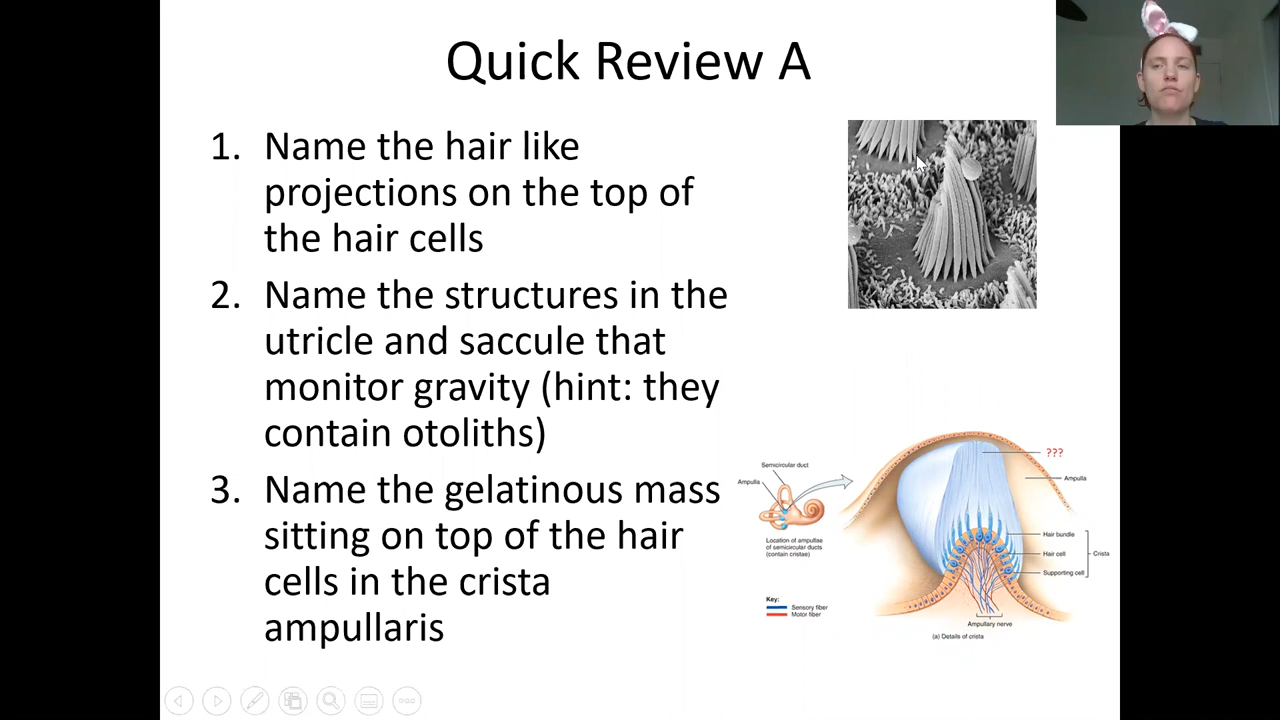 Quick Review A
1. Name the hair like
projections on the top of
the hair cells
2. Name the structures in the
utricle and saccule that
monitor gravity (hint: they
contain otoliths)
3. Name the gelatinous mass
sitting on top of the hair
cells in the crista
ampullaris
Semicircular duct
Ampulla
Location of ampullae
of semicircular ducts
(contain cristae)
Key:
Sensory fiber
Motor fiber
???
Ampulla
Hair bundle
Hair cell
Crista
Supporting cell
Ampullary nerve
(a) Details of crista